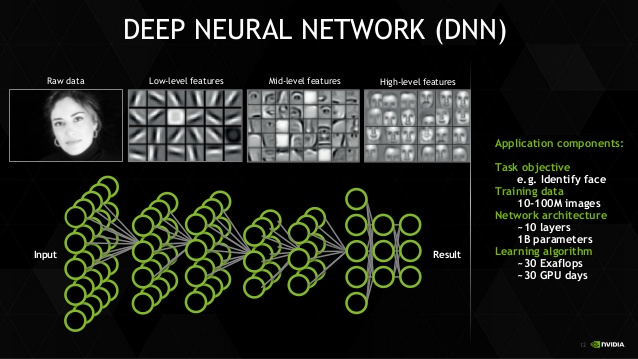 DEEP NEURAL NETWORK (DNN)
Raw data
Low-level features
Mid-level features
High-level features
Application components:
Task objective
e.g. Identify face
Training data
10-100M images
Network architecture
~10 layers
1B parameters
Learning algorithm
~30 Exaflops
~30 GPU days
Input
Result
12
NVIDIA.